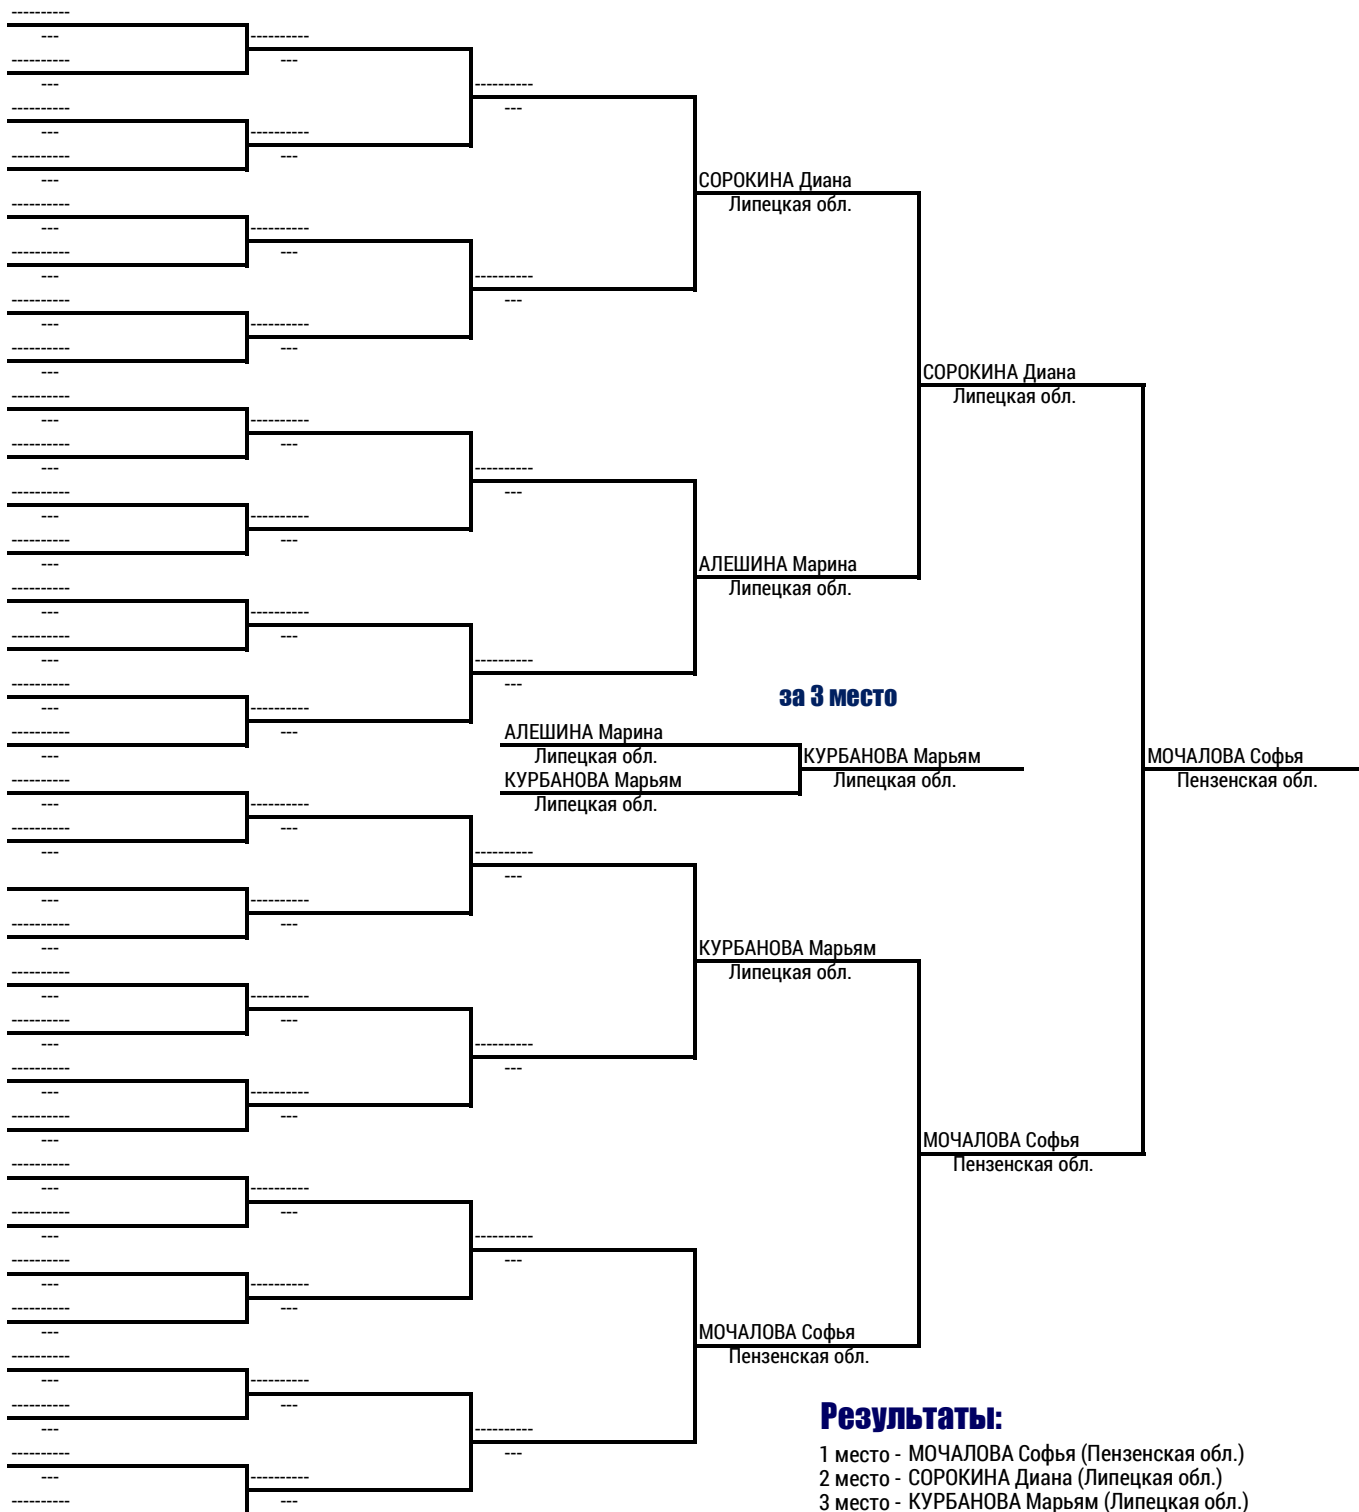 СОРОКИНА Диана
Липецкая обл.
СОРОКИНА Диана
Липецкая обл.
АЛЕШИНА Марина
Липецкая обл.
за 3 место
АЛЕШИНА Марина
Липецкая обл.
КУРБАНОВА Марьям
Липецкая обл.
КУРБАНОВА Марьям
Липецкая обл.
МОЧАЛОВА Софья
Пензенская обл.
КУРБАНОВА Марьям
Липецкая обл.
МОЧАЛОВА Софья
Пензенская обл.
МОЧАЛОВА Софья
Пензенская обл.
Результаты:
1 место - МОЧАЛОВА Софья (Пензенская обл.)
2 место - СОРОКИНА Диана (Липецкая обл.)
3 место - КУРБАНОВА Марьям (Липецкая обл.)